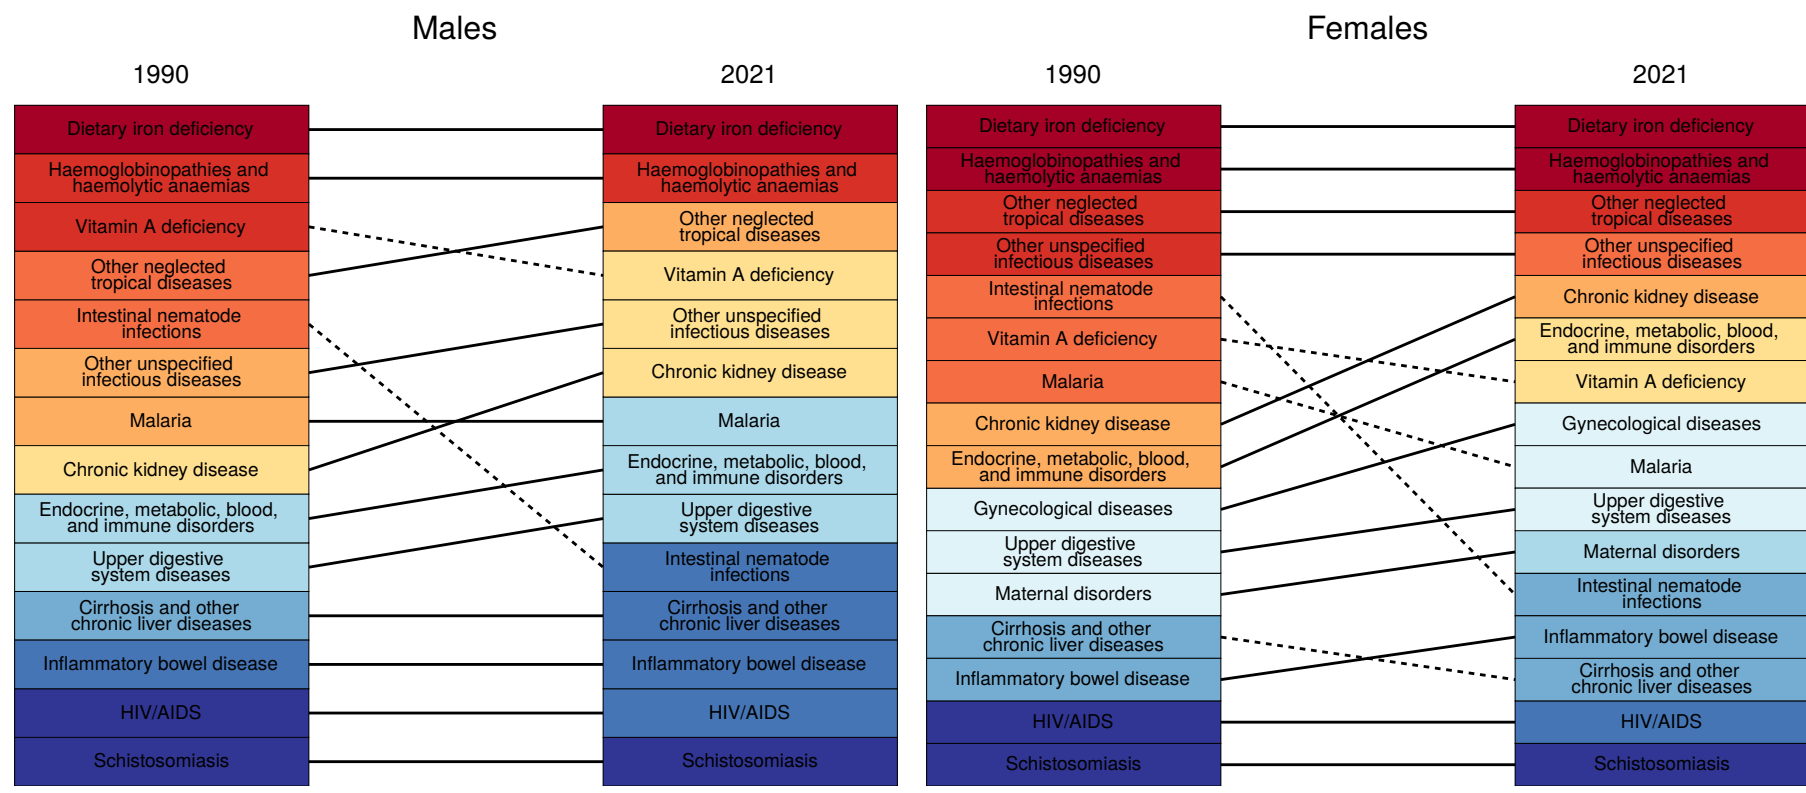 Males
1990
2021
Dietary iron deficiency
Haemoglobinopathies and
haemolytic anaemias
Vitamin A deficiency
Other neglected
tropical diseases
Intestinal nematode
infections
Other unspecified
infectious diseases
Malaria
Chronic kidney disease
Endocrine, metabolic, blood,
and immune disorders
Upper digestive
system diseases
Cirrhosis and other
chronic liver diseases
Inflammatory bowel disease
HIV/AIDS
Schistosomiasis
Dietary iron deficiency
Haemoglobinopathies and
haemolytic anaemias
Other neglected
tropical diseases
Vitamin A deficiency
Other unspecified
infectious diseases
Chronic kidney disease
Malaria
Endocrine, metabolic, blood,
and immune disorders
Upper digestive
system diseases
Intestinal nematode
infections
Cirrhosis and other
chronic liver diseases
Inflammatory bowel disease
HIV/AIDS
Schistosomiasis
Females
1990
2021
Dietary iron deficiency
Haemoglobinopathies and
haemolytic anaemias
Other neglected
tropical diseases
Other unspecified
infectious diseases
Intestinal nematode
infections
Vitamin A deficiency
Malaria
Chronic kidney disease
Endocrine, metabolic, blood,
and immune disorders
Gynecological diseases
Upper digestive
system diseases
Maternal disorders
Cirrhosis and other
chronic liver diseases
Inflammatory bowel disease
HIV/AIDS
Schistosomiasis
Dietary iron deficiency
Haemoglobinopathies and
haemolytic anaemias
Other neglected
tropical diseases
Other unspecified
infectious diseases
Chronic kidney disease
Endocrine, metabolic, blood,
and immune disorders
Vitamin A deficiency
Gynecological diseases
Malaria
Upper digestive
system diseases
Maternal disorders
Intestinal nematode
infections
Inflammatory bowel disease
Cirrhosis and other
chronic liver diseases
HIV/AIDS
Schistosomiasis